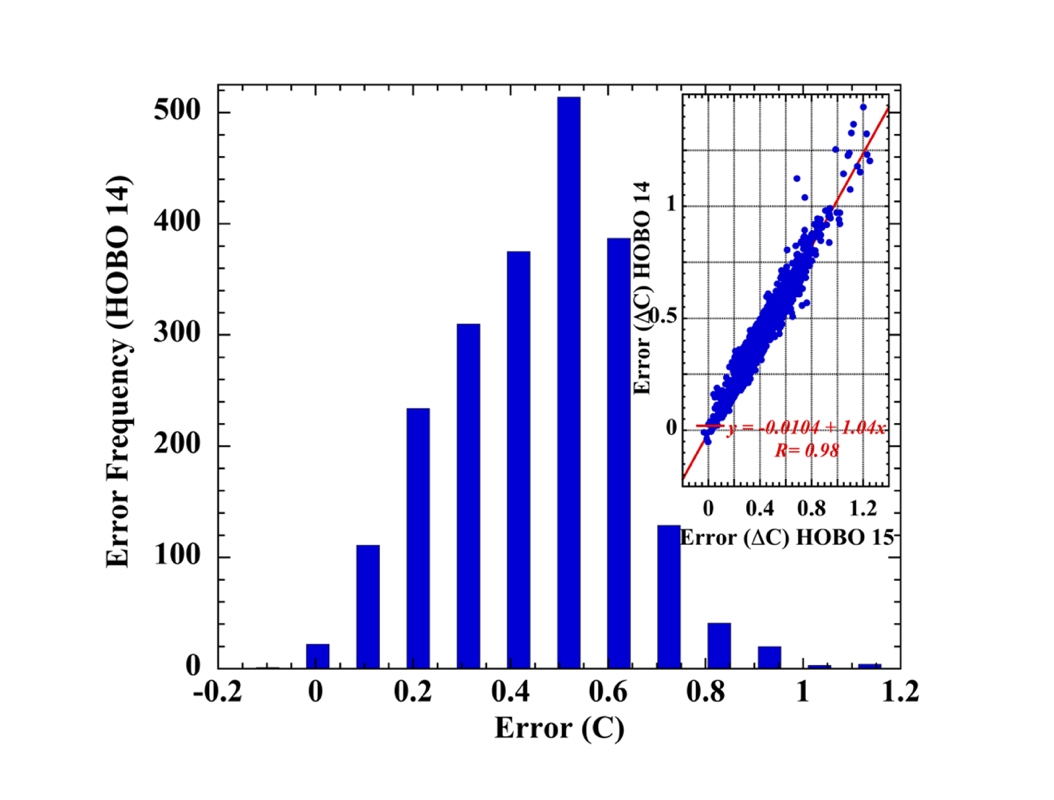 500
400
300
200
100
0
Error Frequency (HOBO 14)
-0.2 0 0.2 0.4 0.6 0.8 1 1.2
Error (C)
1
0.5
0
Error (ΔC) HOBO 14
y = -0.0104 + 1.04x
R= 0.98
0 0.4 0.8 1.2
Error (ΔC) HOBO 15